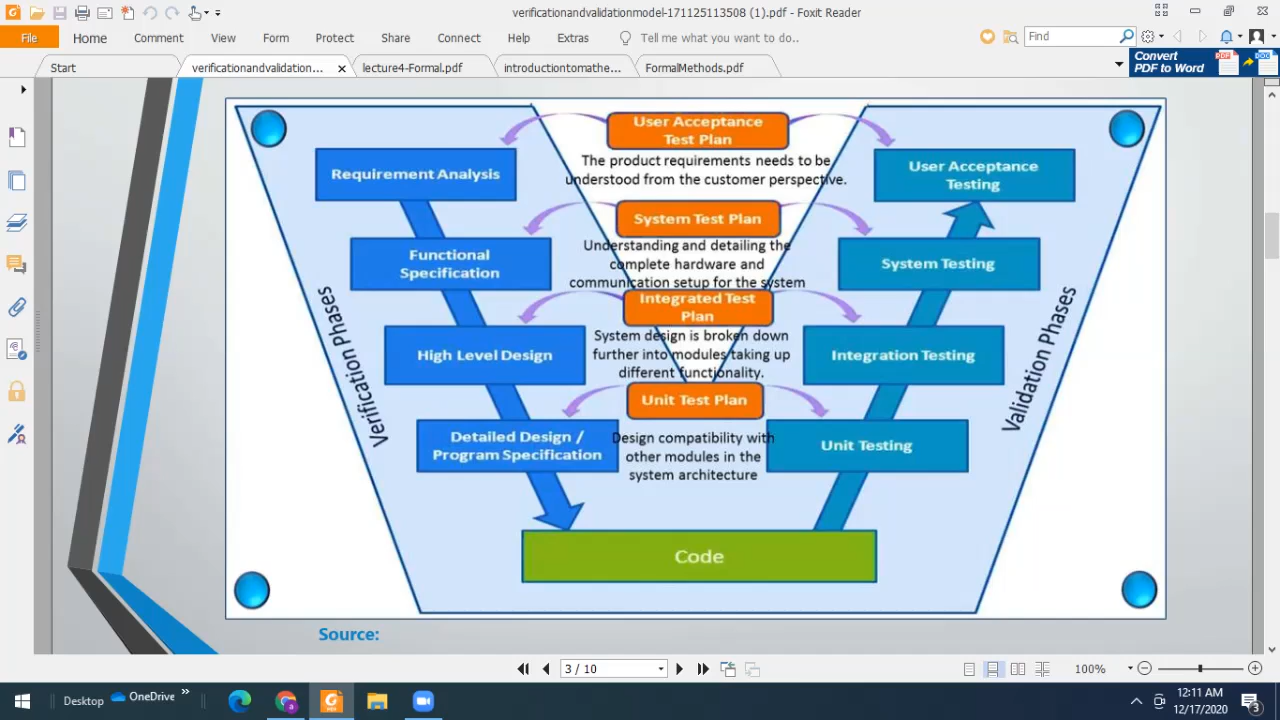 verificationandvalidationmodel-171125113508 (1).pdf - Foxit Reader
File Home Comment View Form Protect Share Connect Help Extras Tell me what you want to do.. Find
Start verificationandvalidation... lecture4-Formal.pdf introductiontomathe... FormalMethods.pdf
Convert
PDF to Word
User Acceptance
Test Plan
The product requirements needs to be
understood from the customer perspective.
Requirement Analysis
User Acceptance
Testing
System Test Plan
Understanding and detailing the
complete hardware and
communication setup for the system
Functional
Specification
System Testing
Integrated Test
Plan
System design is broken down
further into modules taking up
different functionality.
High Level Design
Integration Testing
Unit Test Plan
Design compatibility with
other modules in the
system architecture
Detailed Design /
Program Specification
Unit Testing
Verification Phases
Validation Phases
Code
Source:
3 / 10
100%
Desktop OneDrive
12:11 AM
12/17/2020
3